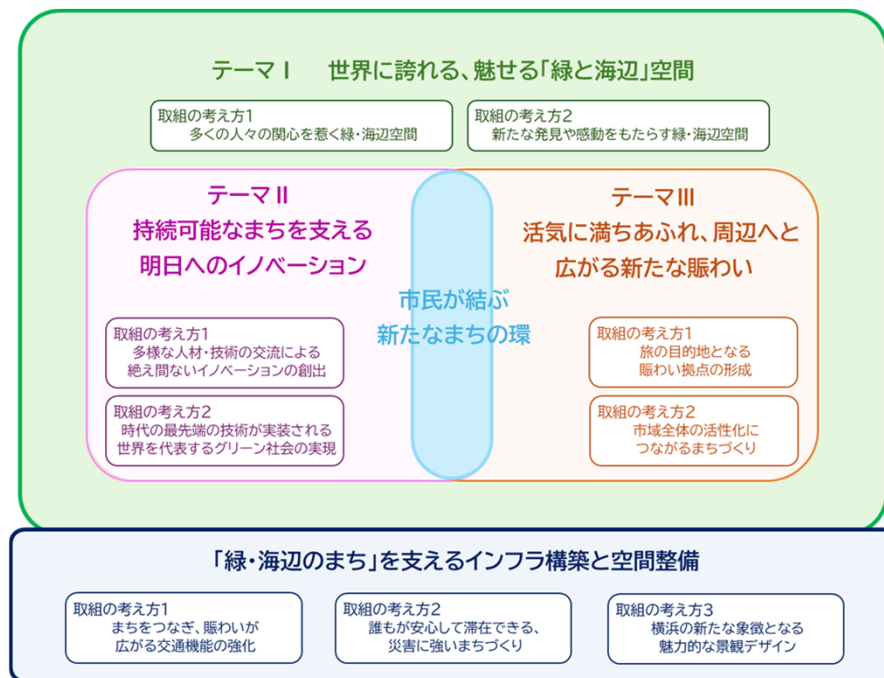 テーマⅠ 世界に誇れる、魅せる「緑と海辺」空間
取組の考え方1
多くの人々の関心を惹く緑・海辺空間
取組の考え方2
新たな発見や感動をもたらす緑・海辺空間
テーマⅡ
持続可能なまちを支える
明日へのイノベーション
取組の考え方1
多様な人材・技術の交流による
絶え間ないイノベーションの創出
取組の考え方2
時代の最先端の技術が実装される
世界を代表するグリーン社会の実現
市民が結ぶ
新たなまちの環
テーマⅢ
活気に満ちあふれ、周辺へと
広がる新たな賑わい
取組の考え方1
旅の目的地となる
賑わい拠点の形成
取組の考え方2
市域全体の活性化に
つながるまちづくり
「緑・海辺のまち」を支えるインフラ構築と空間整備
取組の考え方1
まちをつなぎ、賑わいが
広がる交通機能の強化
取組の考え方2
誰もが安心して滞在できる、
災害に強いまちづくり
取組の考え方3
横浜の新たな象徴となる
魅力的な景観デザイン